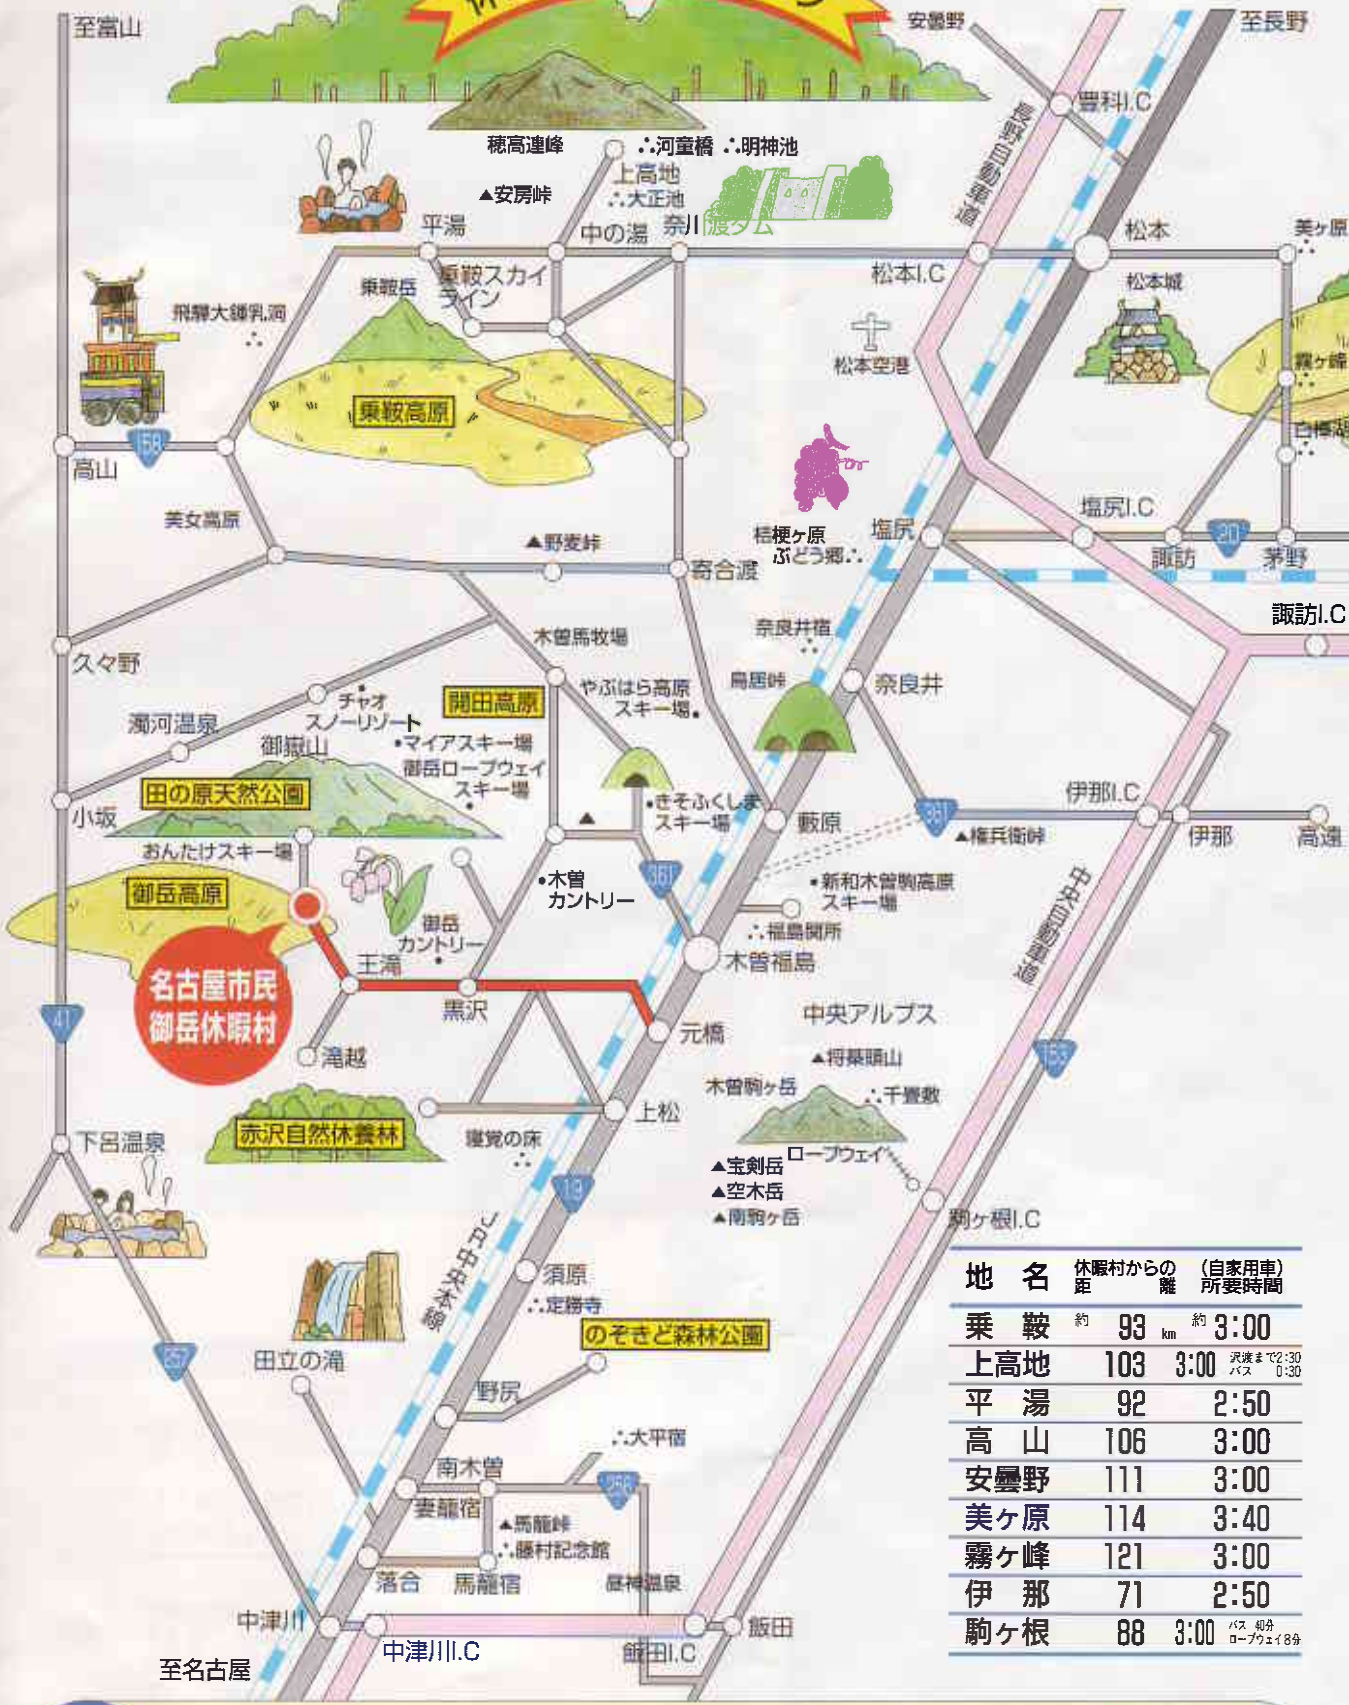 至富山
安曇野
至長野
豊科I.C
長野自動車道
穂高連峰
∴河童橋 ∴明神池
上高地
▲安房峠
∴大正池
平湯
中の湯
奈川渡ダム
松本
美ヶ原
松本I.C
乗鞍スカイ
ライン
乗鞍岳
松本城
飛騨大鍾乳洞
松本空港
霧ヶ峰
乗鞍高原
白樺湖
158
高山
塩尻I.C
美女高原
桔梗ヶ原
ぶどう郷∴
塩尻
20
▲野麦峠
諏訪
茅野
寄合渡
諏訪I.C
木曽馬牧場
奈良井宿
久々野
鳥居峠
奈良井
やぶはら高原
スキー場
開田高原
チャオ
スノーリゾート
濁河温泉
御嶽山
・マイアスキー場
御岳ロープウェイ
スキー場
田の原天然公園
伊那I.C
小坂
・きそふくしま
スキー場
藪原
361
▲権兵衛峠
伊那
高遠
おんたけスキー場
御岳高原
・木曽
カントリー
361
・新和木曽駒高原
スキー場
中央自動車道
御岳
カントリー
∴福島関所
王滝
木曽福島
名古屋市民
御岳休暇村
黒沢
41
元橋
中央アルプス
滝越
▲将棊頭山
153
木曽駒ヶ岳
∴千畳敷
上松
赤沢自然休養林
寝覚の床
下呂温泉
ロープウェイ
▲宝剣岳
▲空木岳
▲南駒ヶ岳
19
駒ヶ根I.C
JR中央本線
須原
∴定勝寺
のぞきど森林公園
257
田立の滝
野尻
∴大平宿
南木曽
256
妻籠宿
▲馬籠峠
∴藤村記念館
落合
馬籠宿
昼神温泉
中津川
中津川I.C
飯田
飯田I.C
至名古屋
地 名 休暇村からの距離 (自家用車)所要時間
乗 鞍 約 93 km 約 3:00
上高地 103 3:00 沢渡まで2:30 バス 0:30
平 湯 92 2:50
高 山 106 3:00
安曇野 111 3:00
美ヶ原 114 3:40
霧ヶ峰 121 3:00
伊 那 71 2:50
駒ヶ根 88 3:00 バス 40分 ロープウェイ8分